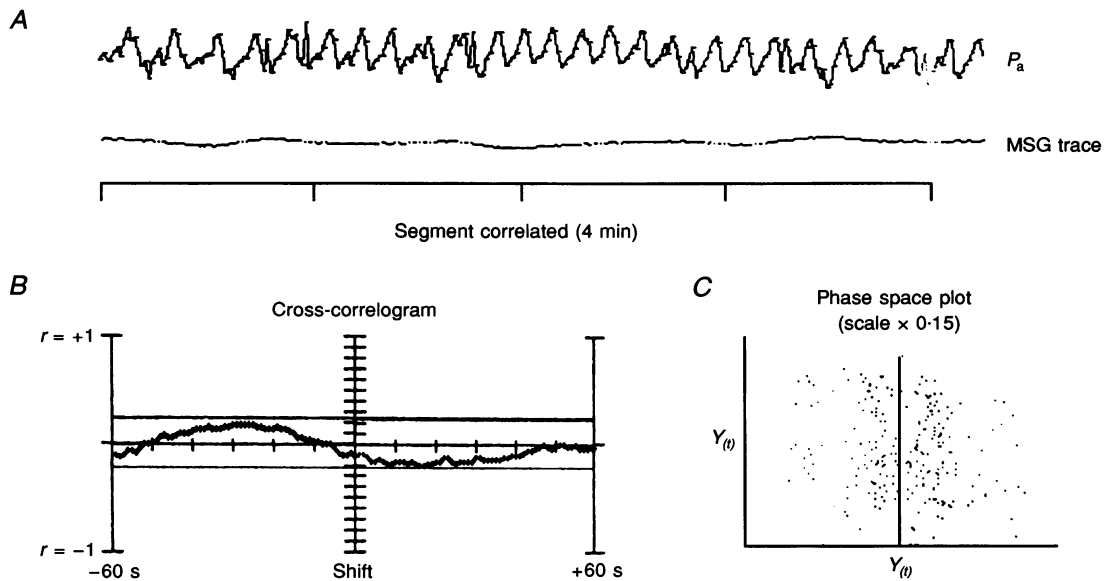 A
Pa
MSG trace
Segment correlated (4 min)
B
Cross-correlogram
r = +1
r = −1
−60 s
Shift
+60 s
C
Phase space plot
(scale × 0·15)
Y(t)
Y(t)